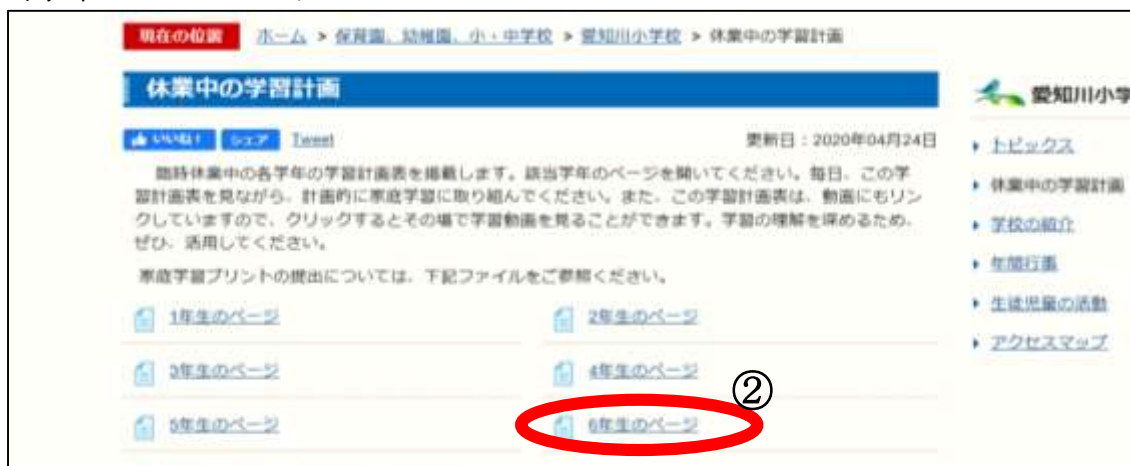 現在の位置 ホーム > 保育園、幼稚園、小・中学校 > 愛知川小学校 > 休業中の学習計画
休業中の学習計画
いいね! シェア Tweet
更新日：2020年04月24日
臨時休業中の各学年の学習計画表を掲載します。該当学年のページを開いてください。毎日、この学
習計画表を見ながら、計画的に家庭学習に取り組んでください。また、この学習計画表は、動画にもリン
クしていますので、クリックするとその場で学習動画を見ることができます。学習の理解を深めるため、
ぜひ、活用してください。
家庭学習プリントの提出については、下記ファイルをご参照ください。
1年生のページ
2年生のページ
3年生のページ
4年生のページ
②
5年生のページ
6年生のページ
愛知川小学
トピックス
休業中の学習計画
学校の紹介
年間行事
生徒児童の活動
アクセスマップ